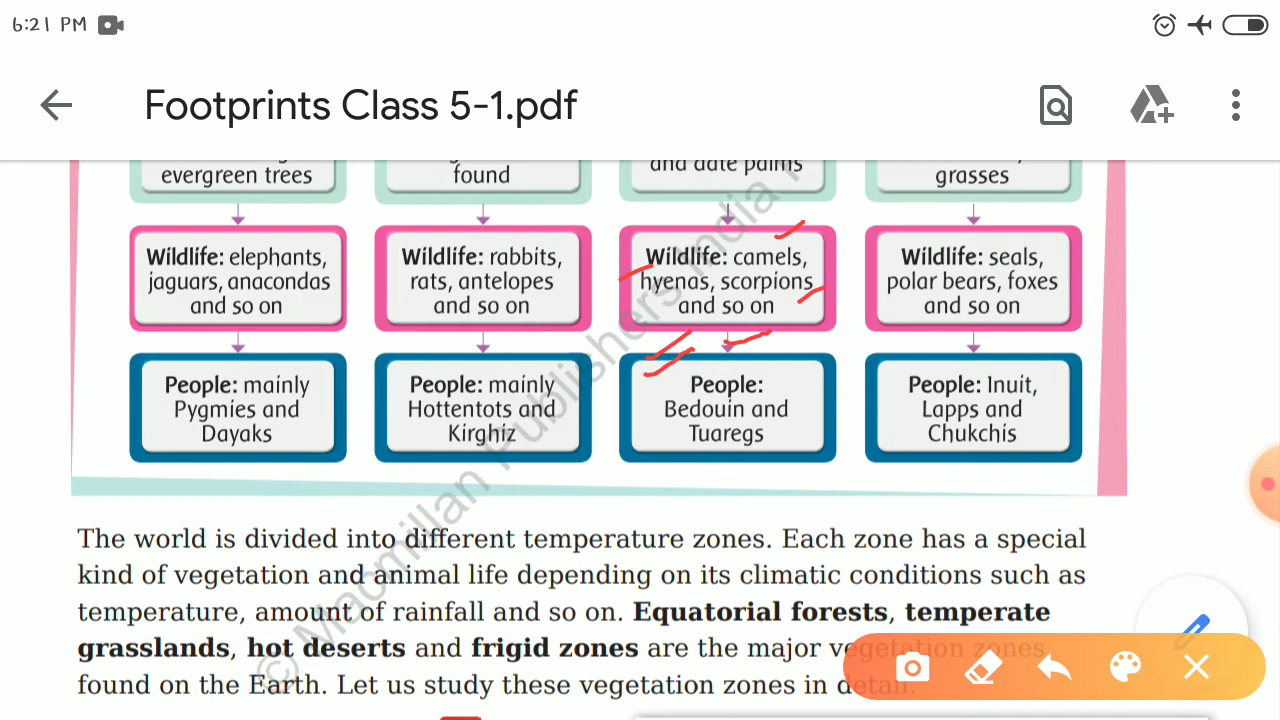 6:21 PM
Footprints Class 5-1.pdf
evergreen trees
found
and date palms
grasses
Wildlife: elephants,
jaguars, anacondas
and so on
Wildlife: rabbits,
rats, antelopes
and so on
Wildlife: camels,
hyenas, scorpions
and so on
Wildlife: seals,
polar bears, foxes
and so on
People: mainly
Pygmies and
Dayaks
People: mainly
Hottentots and
Kirghiz
People:
Bedouin and
Tuaregs
People: Inuit,
Lapps and
Chukchis
© Macmillan Publishers India
The world is divided into different temperature zones. Each zone has a special
kind of vegetation and animal life depending on its climatic conditions such as
temperature, amount of rainfall and so on. Equatorial forests, temperate
grasslands, hot deserts and frigid zones are the major vegetation zones
found on the Earth. Let us study these vegetation zones in detail.